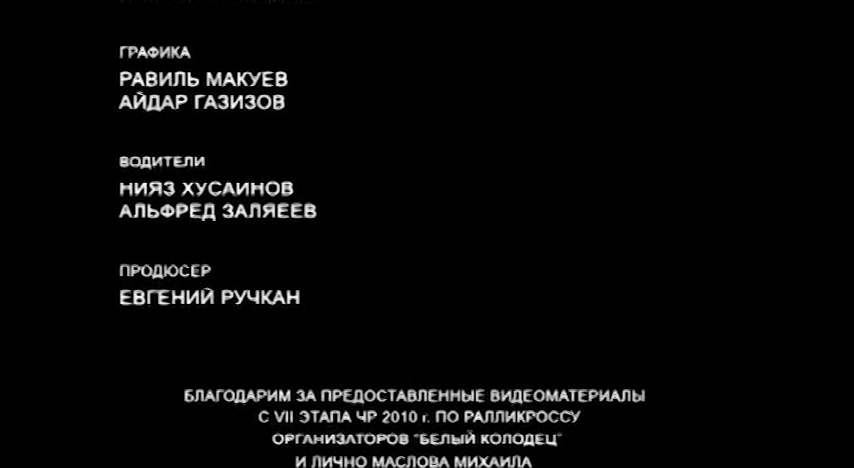 ГРАФИКА
РАВИЛЬ МАКУЕВ
АЙДАР ГАЗИЗОВ
ВОДИТЕЛИ
НИЯЗ ХУСАИНОВ
АЛЬФРЕД ЗАЛЯЕЕВ
ПРОДЮСЕР
ЕВГЕНИЙ РУЧКАН
БЛАГОДАРИМ ЗА ПРЕДОСТАВЛЕННЫЕ ВИДЕОМАТЕРИАЛЫ
С VII ЭТАПА ЧР 2010 г. ПО РАЛЛИКРОССУ
ОРГАНИЗАТОРОВ "БЕЛЫЙ КОЛОДЕЦ"
И ЛИЧНО МАСЛОВА МИХАИЛА